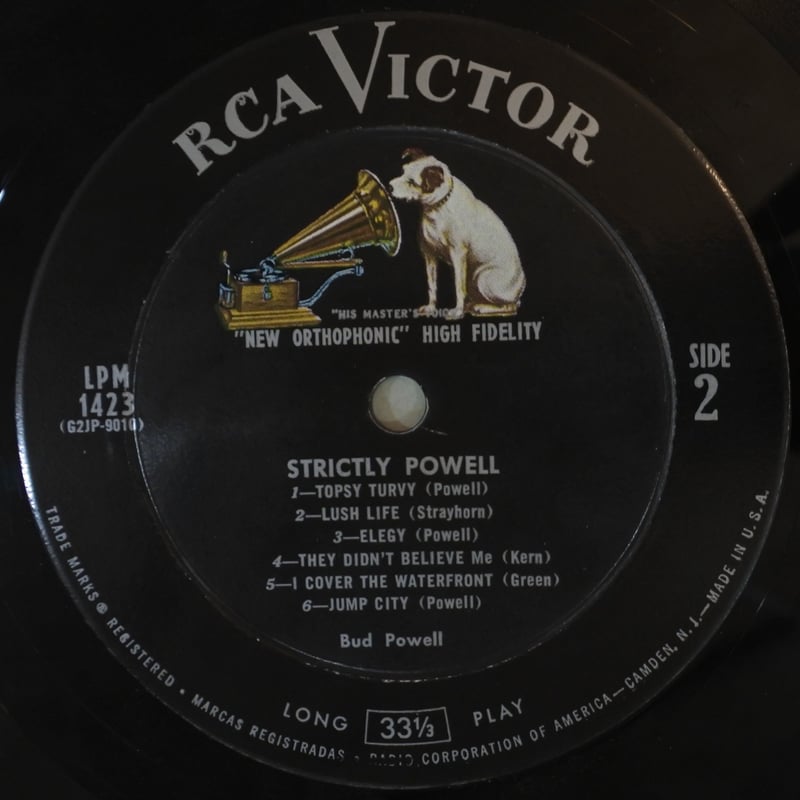 RCA VICTOR
"HIS MASTER'S VOICE"
"NEW ORTHOPHONIC" HIGH FIDELITY
LPM
1423
(G2JP-9010)
SIDE
2
STRICTLY POWELL
1—TOPSY TURVY (Powell)
2—LUSH LIFE (Strayhorn)
3—ELEGY (Powell)
4—THEY DIDN'T BELIEVE Me (Kern)
5—I COVER THE WATERFRONT (Green)
6—JUMP CITY (Powell)
Bud Powell
LONG 33⅓ PLAY
TRADE MARKS ® REGISTERED • MARCAS REGISTRADAS • RADIO CORPORATION OF AMERICA—CAMDEN, N. J.—MADE IN U. S. A.